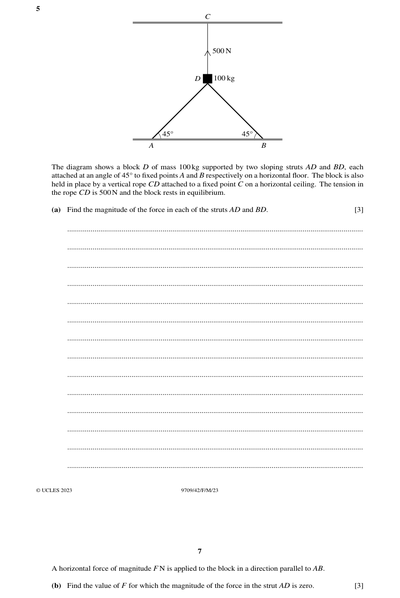 5
C
500 N
D
100 kg
45°
45°
A
B
The diagram shows a block D of mass 100 kg supported by two sloping struts AD and BD, each
attached at an angle of 45° to fixed points A and B respectively on a horizontal floor. The block is also
held in place by a vertical rope CD attached to a fixed point C on a horizontal ceiling. The tension in
the rope CD is 500 N and the block rests in equilibrium.
(a) Find the magnitude of the force in each of the struts AD and BD. [3]
© UCLES 2023 9709/42/F/M/23
7
A horizontal force of magnitude F N is applied to the block in a direction parallel to AB.
(b) Find the value of F for which the magnitude of the force in the strut AD is zero. [3]